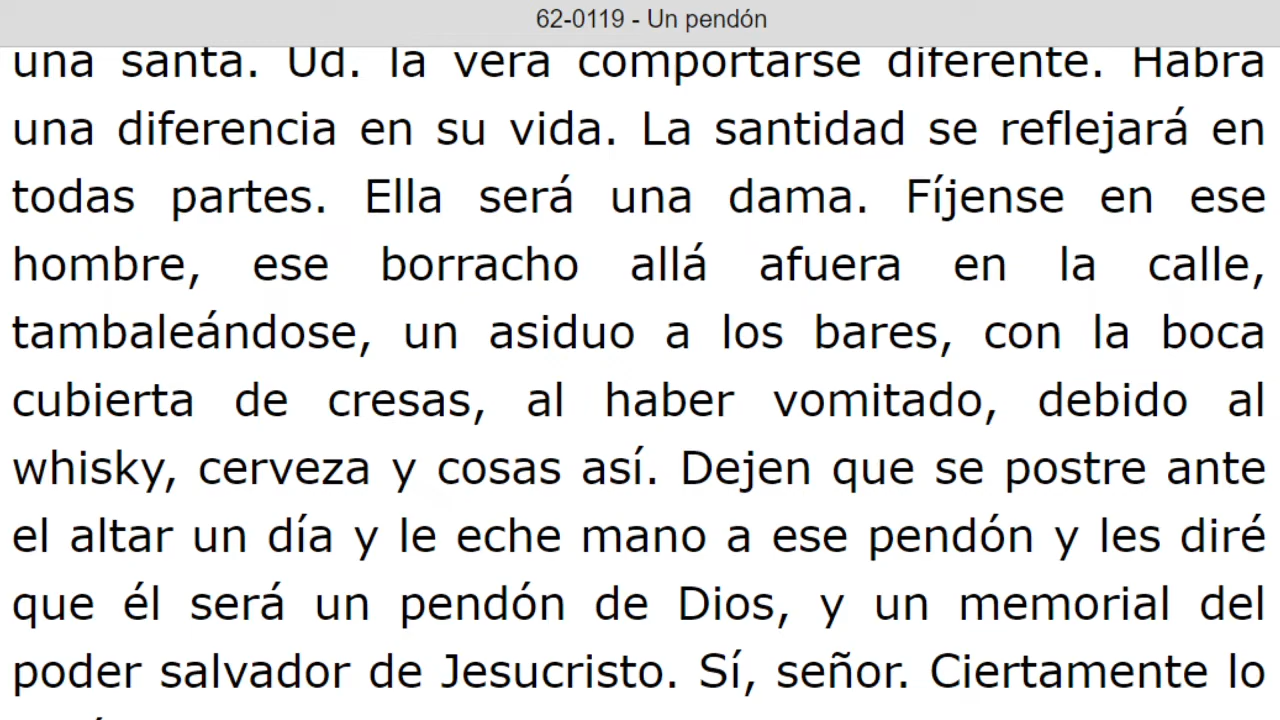 62-0119 - Un pendón
una santa. Ud. la verá comportarse diferente. Habrá
una diferencia en su vida. La santidad se reflejará en
todas partes. Ella será una dama. Fíjense en ese
hombre, ese borracho allá afuera en la calle,
tambaleándose, un asiduo a los bares, con la boca
cubierta de cresas, al haber vomitado, debido al
whisky, cerveza y cosas así. Dejen que se postre ante
el altar un día y le eche mano a ese pendón y les diré
que él será un pendón de Dios, y un memorial del
poder salvador de Jesucristo. Sí, señor. Ciertamente lo